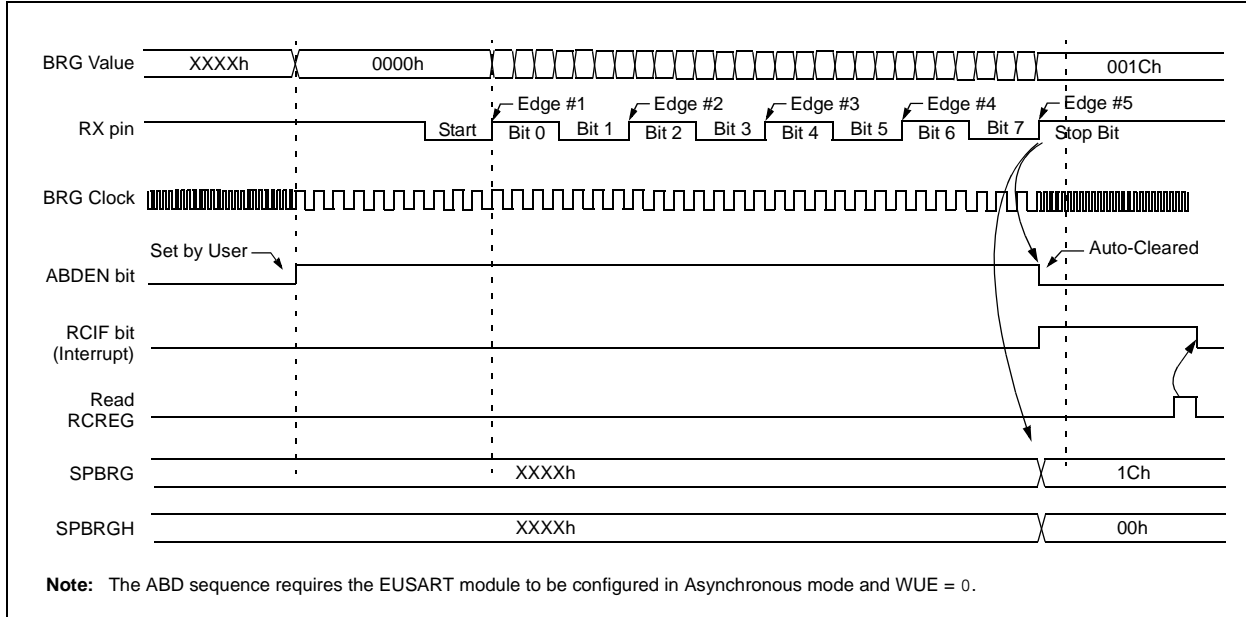 BRG Value XXXXh 0000h 001Ch
Edge #1 Edge #2 Edge #3 Edge #4 Edge #5
RX pin Start Bit 0 Bit 1 Bit 2 Bit 3 Bit 4 Bit 5 Bit 6 Bit 7 Stop Bit
BRG Clock
Set by User Auto-Cleared
ABDEN bit
RCIF bit
(Interrupt)
Read
RCREG
SPBRG XXXXh 1Ch
SPBRGH XXXXh 00h
Note: The ABD sequence requires the EUSART module to be configured in Asynchronous mode and WUE = 0.